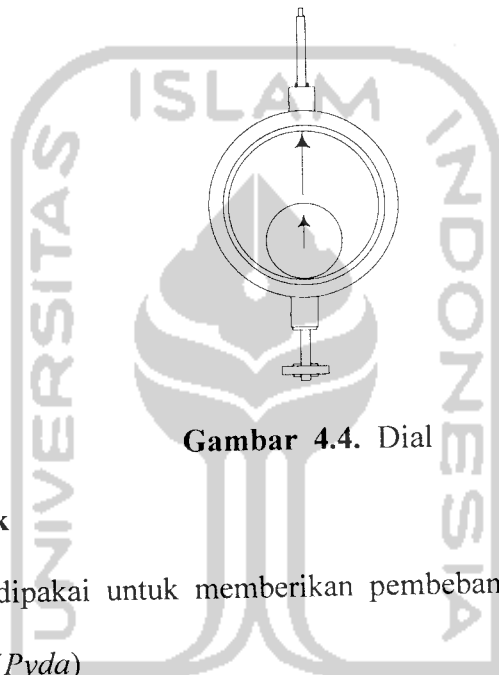 ISLAM
UNIVERSITAS
INDONESIA
Gambar 4.4. Dial
k
dipakai untuk memberikan pembeban
(Pvda)